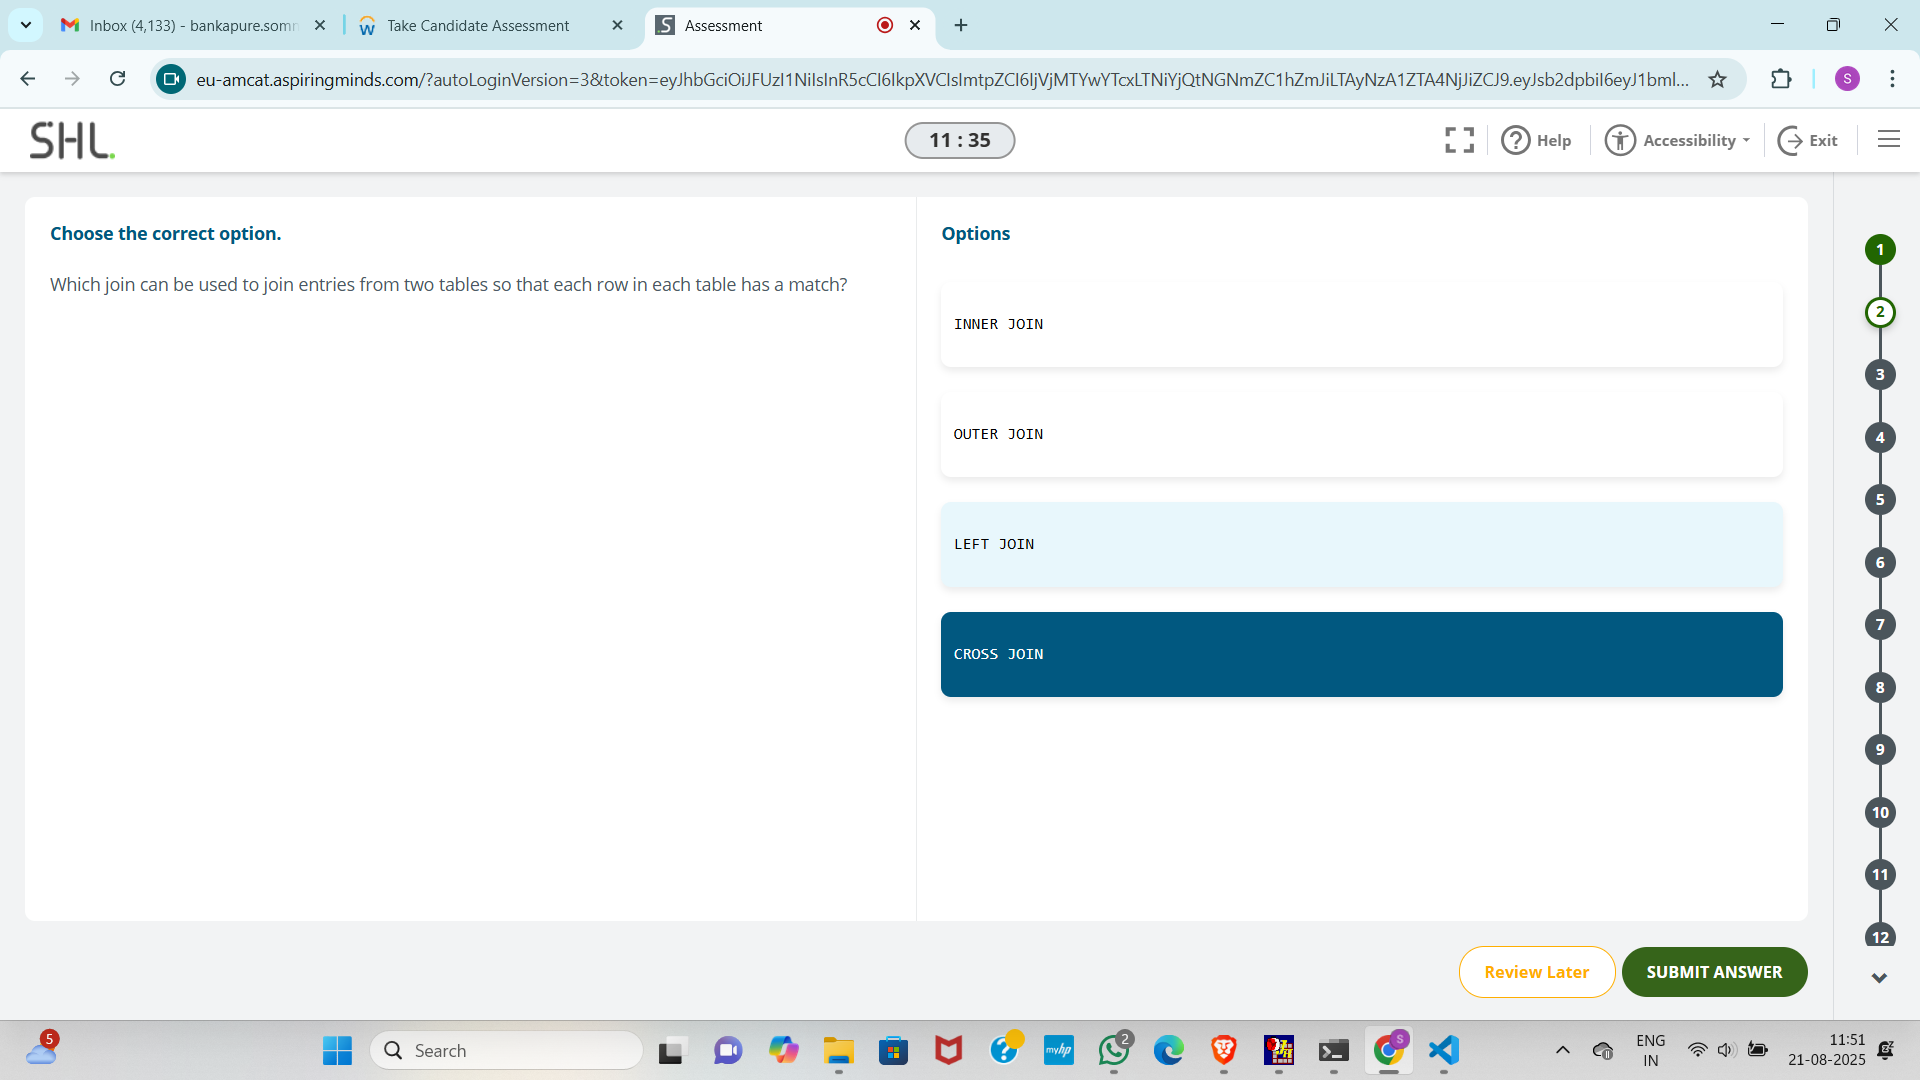 Inbox (4,133) - bankapure.somn
Take Candidate Assessment
Assessment
eu-amcat.aspiringminds.com/?autoLoginVersion=3&token=eyJhbGciOiJFUzI1NiIsInR5cCI6IkpXVCIsImtpZCI6IjVjMTYwYTcxLTNiYjQtNGNmZC1hZmJiLTAyNzA1ZTA4NjJiZCJ9.eyJsb2dpbiI6eyJ1bml...
S
SHL.
11 : 35
Help
Accessibility
Exit
Choose the correct option.
Which join can be used to join entries from two tables so that each row in each table has a match?
Options
INNER JOIN
OUTER JOIN
LEFT JOIN
CROSS JOIN
1
2
3
4
5
6
7
8
9
10
11
12
Review Later
SUBMIT ANSWER
5
Search
myhp
2
S
ENG
IN
11:51
21-08-2025